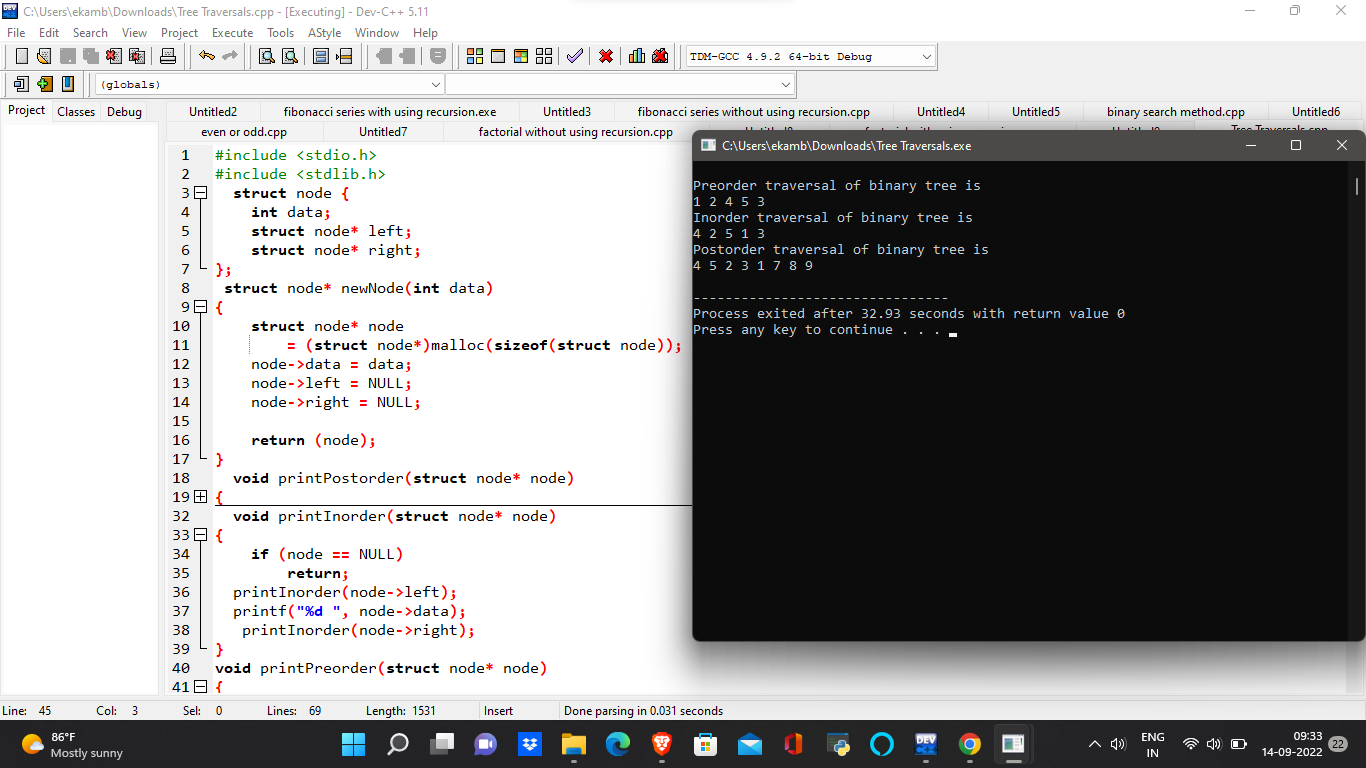 C:\Users\ekamb\Downloads\Tree Traversals.cpp - [Executing] - Dev-C++ 5.11
File Edit Search View Project Execute Tools AStyle Window Help
TDM-GCC 4.9.2 64-bit Debug
(globals)
Project Classes Debug
Untitled2 fibonacci series with using recursion.exe Untitled3 fibonacci series without using recursion.cpp Untitled4 Untitled5 binary search method.cpp Untitled6
even or odd.cpp Untitled7 factorial without using recursion.cpp
1 #include <stdio.h>
2 #include <stdlib.h>
3 struct node {
4 int data;
5 struct node* left;
6 struct node* right;
7 };
8 struct node* newNode(int data)
9 {
10 struct node* node
11 = (struct node*)malloc(sizeof(struct node));
12 node->data = data;
13 node->left = NULL;
14 node->right = NULL;
15
16 return (node);
17 }
18 void printPostorder(struct node* node)
19 {
32 void printInorder(struct node* node)
33 {
34 if (node == NULL)
35 return;
36 printInorder(node->left);
37 printf("%d ", node->data);
38 printInorder(node->right);
39 }
40 void printPreorder(struct node* node)
41 {
C:\Users\ekamb\Downloads\Tree Traversals.exe
Preorder traversal of binary tree is
1 2 4 5 3
Inorder traversal of binary tree is
4 2 5 1 3
Postorder traversal of binary tree is
4 5 2 3 1 7 8 9
--------------------------------
Process exited after 32.93 seconds with return value 0
Press any key to continue . . .
Line: 45 Col: 3 Sel: 0 Lines: 69 Length: 1531 Insert Done parsing in 0.031 seconds
86°F
Mostly sunny
DEV
ENG
IN
09:33
14-09-2022
22